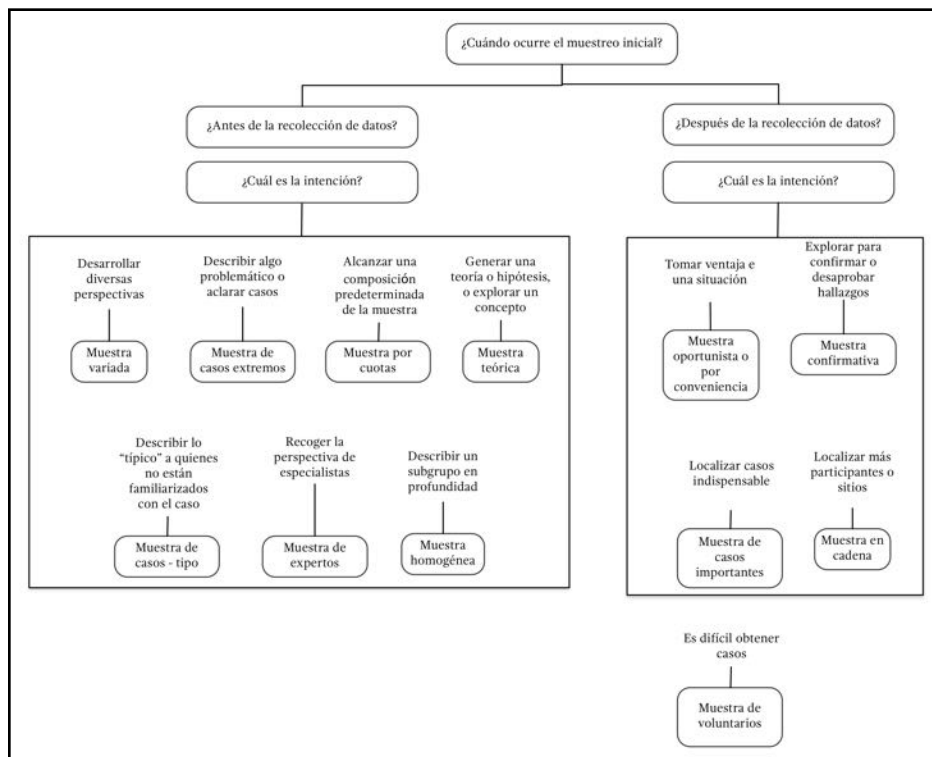 ¿Cuándo ocurre el muestreo inicial?
¿Antes de la recolección de datos?
¿Después de la recolección de datos?
¿Cuál es la intención?
¿Cuál es la intención?
Desarrollar
diversas
perspectivas
Muestra
variada
Describir algo
problemático o
aclarar casos
Muestra de
casos extremos
Alcanzar una
composición
predeterminada
de la muestra
Muestra por
cuotas
Generar una
teoría o hipótesis,
o explorar un
concepto
Muestra
teórica
Describir lo
“típico” a quienes
no están
familiarizados
con el caso
Muestra de
casos - tipo
Recoger la
perspectiva de
especialistas
Muestra de
expertos
Describir un
subgrupo en
profundidad
Muestra
homogénea
Tomar ventaja e
una situación
Muestra
oportunista o
por
conveniencia
Explorar para
confirmar o
desaprobar
hallazgos
Muestra
confirmativa
Localizar casos
indispensable
Muestra de
casos
importantes
Localizar más
participantes o
sitios
Muestra en
cadena
Es difícil obtener
casos
Muestra de
voluntarios